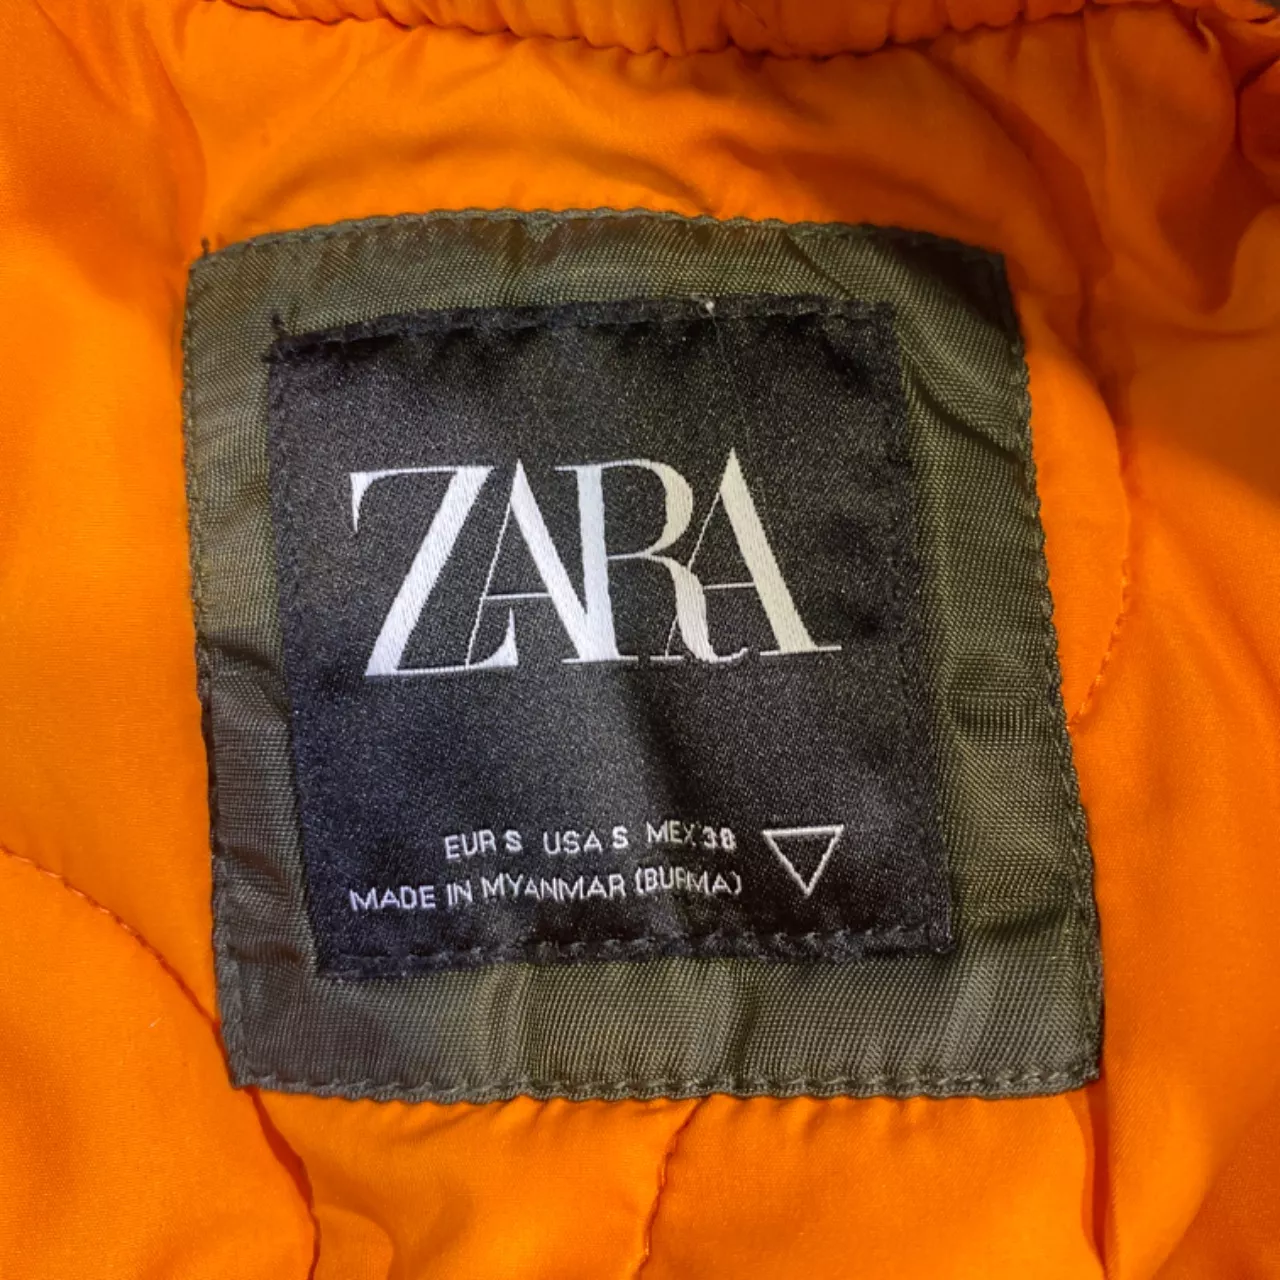 ZARA
EUR S USA S MEX 38
MADE IN MYANMAR (BURMA)